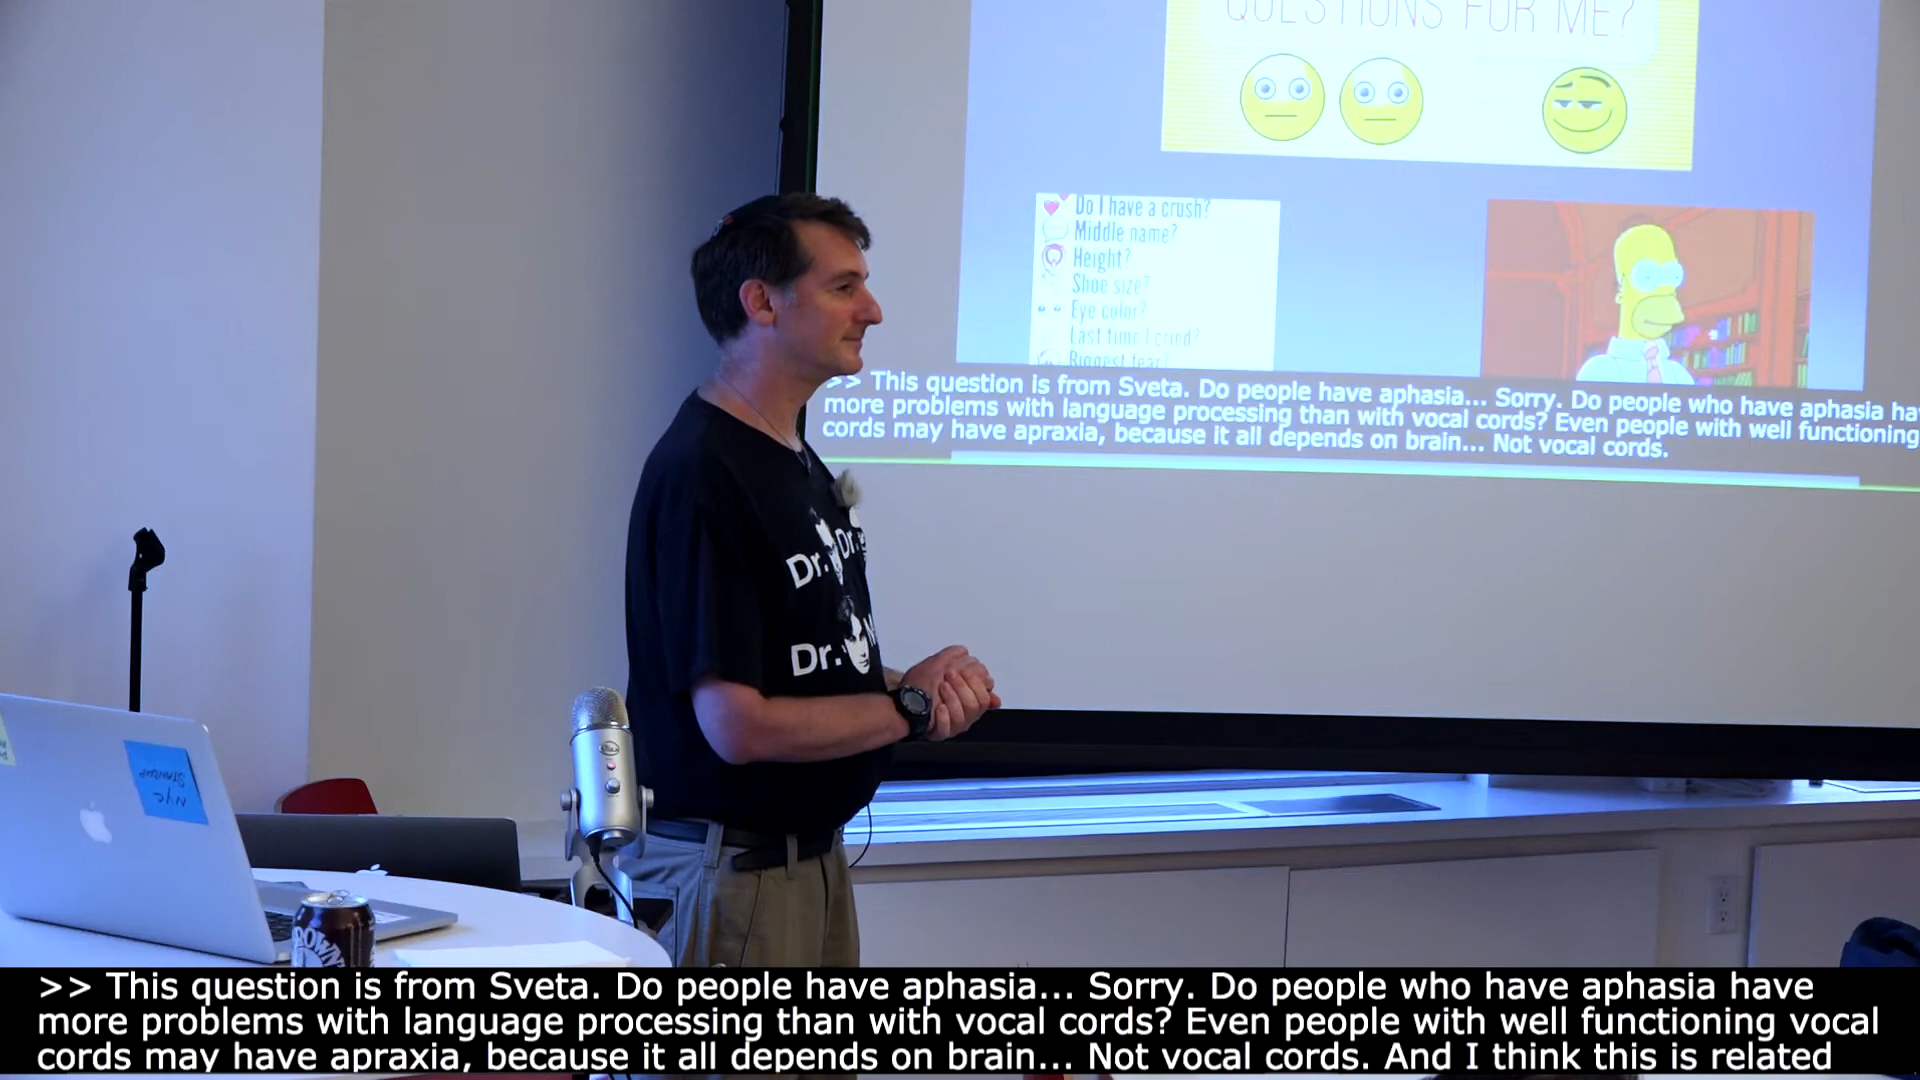 QUESTIONS FOR ME?
Do I have a crush?
Middle name?
Height?
Shoe size?
Eye color?
Last time I cried?
Biggest fear?
>> This question is from Sveta. Do people have aphasia... Sorry. Do people who have aphasia ha
more problems with language processing than with vocal cords? Even people with well functioning
cords may have apraxia, because it all depends on brain... Not vocal cords.
Dr. Dr.
Dr.
NYC
STANDUP
>> This question is from Sveta. Do people have aphasia... Sorry. Do people who have aphasia have
more problems with language processing than with vocal cords? Even people with well functioning vocal
cords may have apraxia, because it all depends on brain... Not vocal cords. And I think this is related